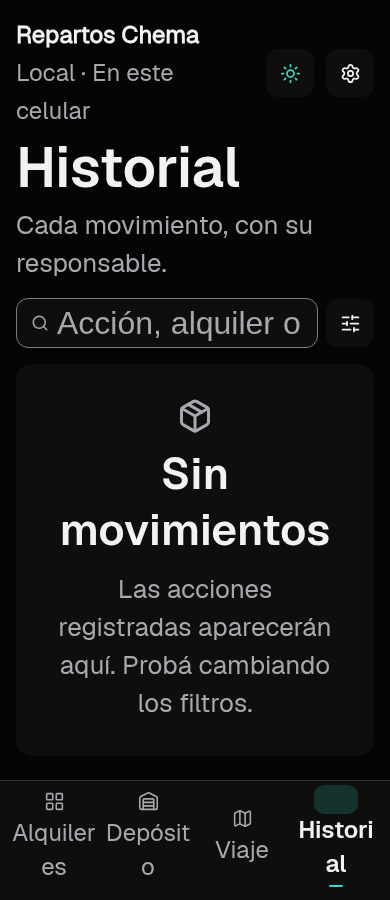 Repartos Chema
Local · En este
celular
Historial
Cada movimiento, con su
responsable.
Acción, alquiler o
Sin
movimientos
Las acciones
registradas aparecerán
aquí. Probá cambiando
los filtros.
Alquiler
es
Depósit
o
Viaje
Histori
al